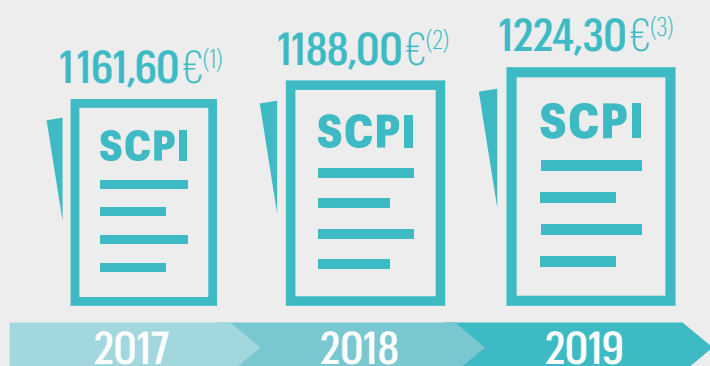 1161,60 €(1)
1188,00 €(2)
1224,30 €(3)
SCPI
SCPI
SCPI
2017
2018
2019